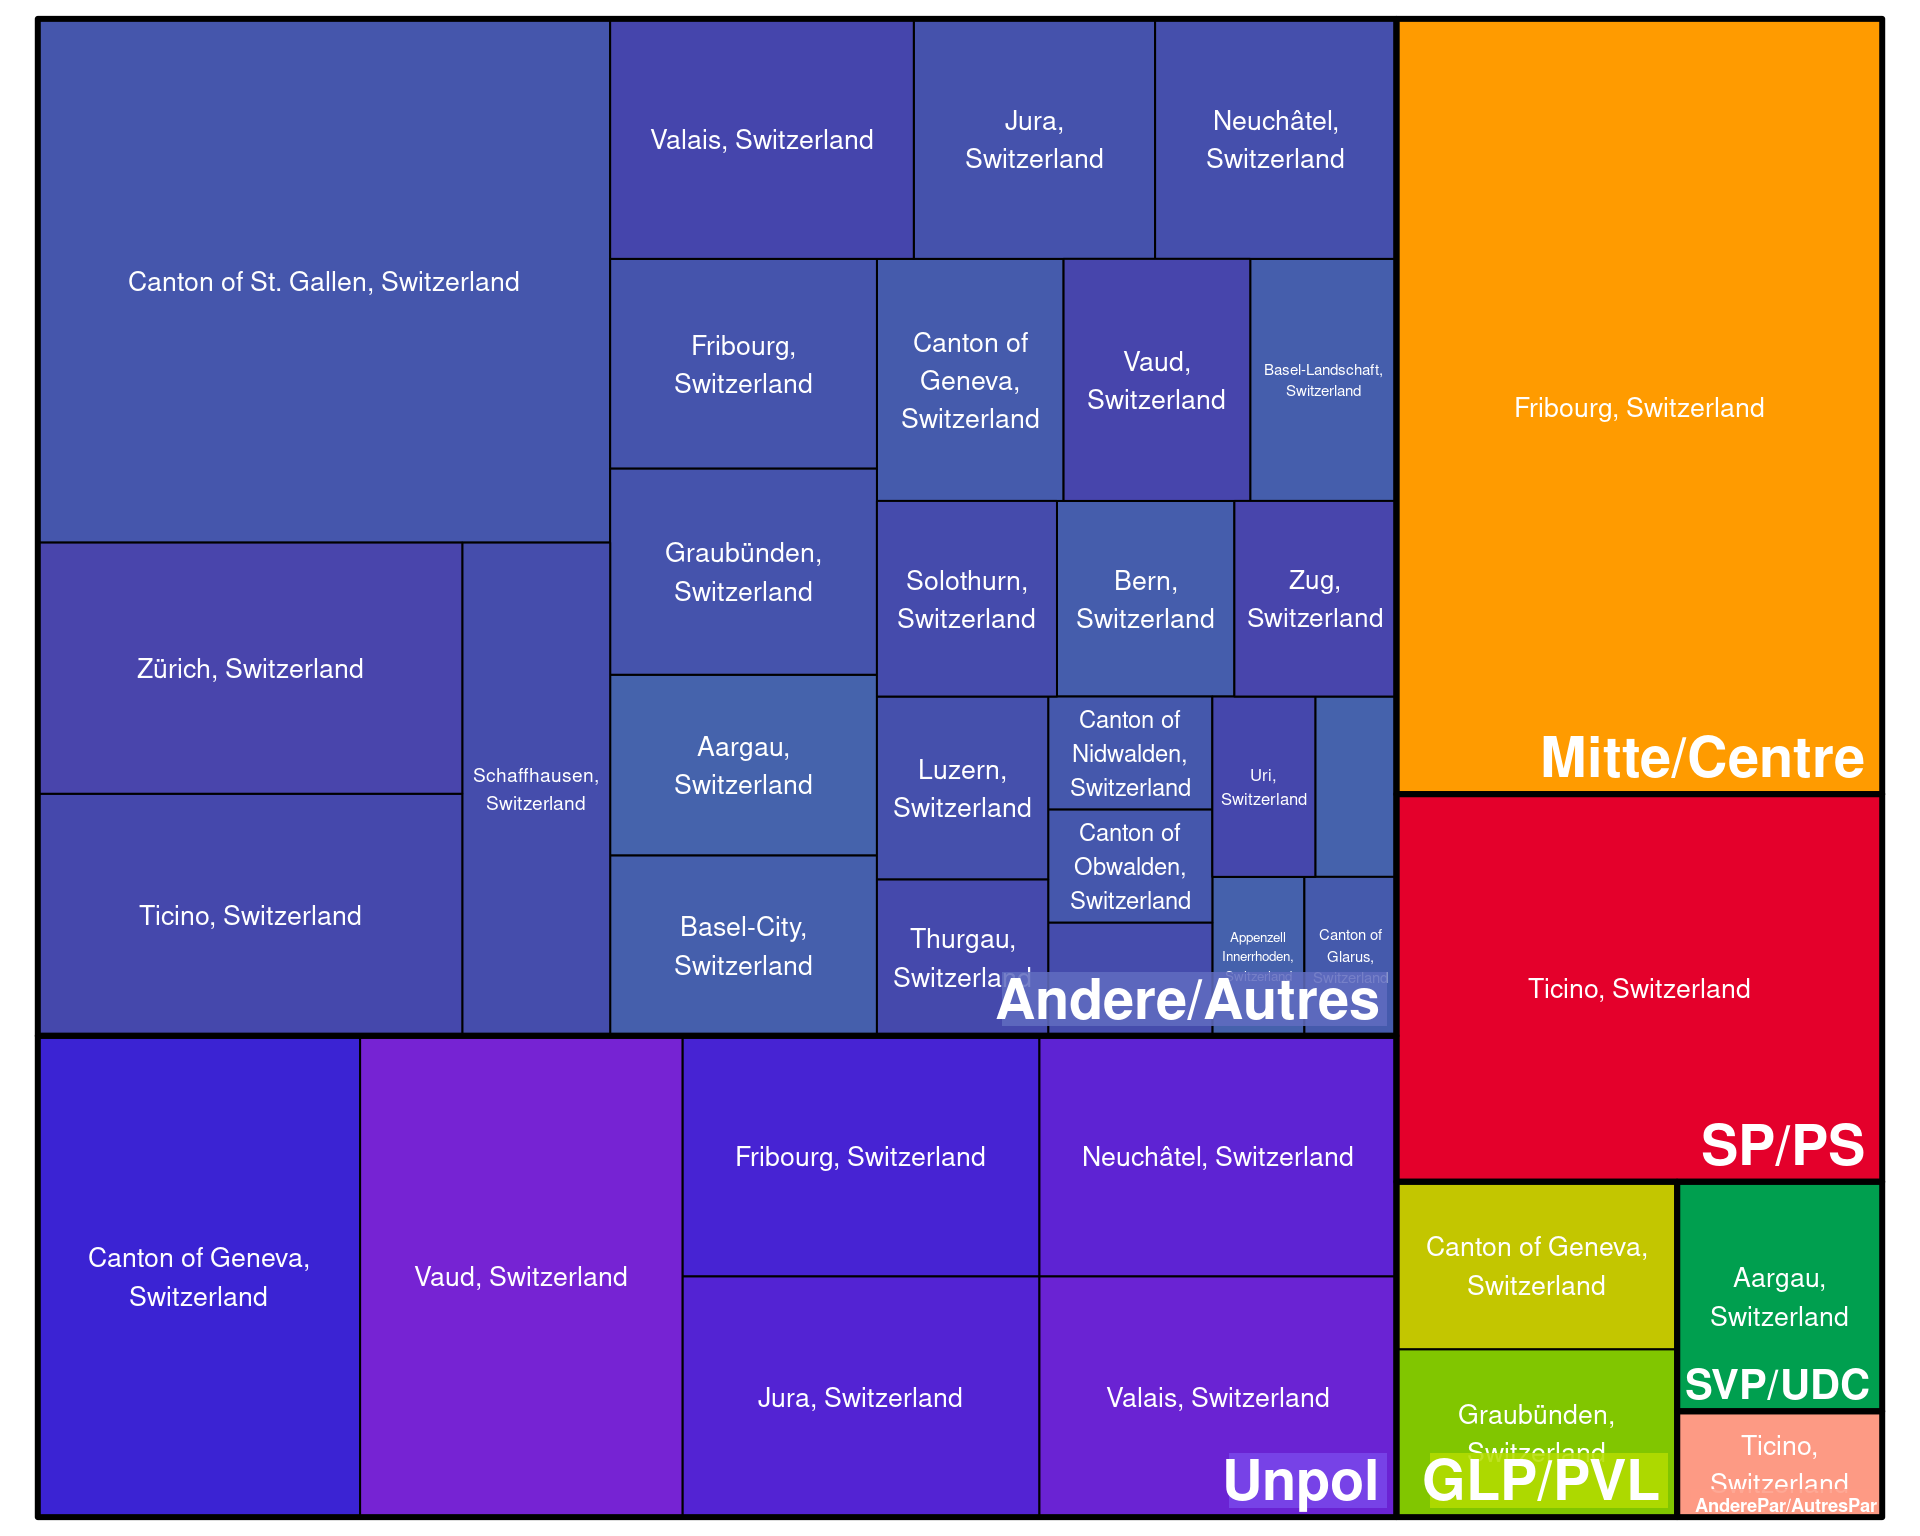 Canton of St. Gallen, Switzerland
Valais, Switzerland
Jura,
Switzerland
Neuchâtel,
Switzerland
Fribourg,
Switzerland
Canton of
Geneva,
Switzerland
Vaud,
Switzerland
Basel-Landschaft,
Switzerland
Graubünden,
Switzerland
Solothurn,
Switzerland
Bern,
Switzerland
Zug,
Switzerland
Zürich, Switzerland
Schaffhausen,
Switzerland
Ticino, Switzerland
Aargau,
Switzerland
Basel-City,
Switzerland
Luzern,
Switzerland
Thurgau,
Switzerland
Canton of
Nidwalden,
Switzerland
Canton of
Obwalden,
Switzerland
Uri,
Switzerland
Appenzell
Innerrhoden,
Switzerland
Canton of
Glarus,
Switzerland
Andere/Autres
Canton of Geneva,
Switzerland
Vaud, Switzerland
Fribourg, Switzerland
Neuchâtel, Switzerland
Jura, Switzerland
Valais, Switzerland
Unpol
Fribourg, Switzerland
Mitte/Centre
Ticino, Switzerland
SP/PS
Canton of Geneva,
Switzerland
Graubünden,
Switzerland
GLP/PVL
Aargau,
Switzerland
SVP/UDC
Ticino,
Switzerland
AnderePar/AutresPar